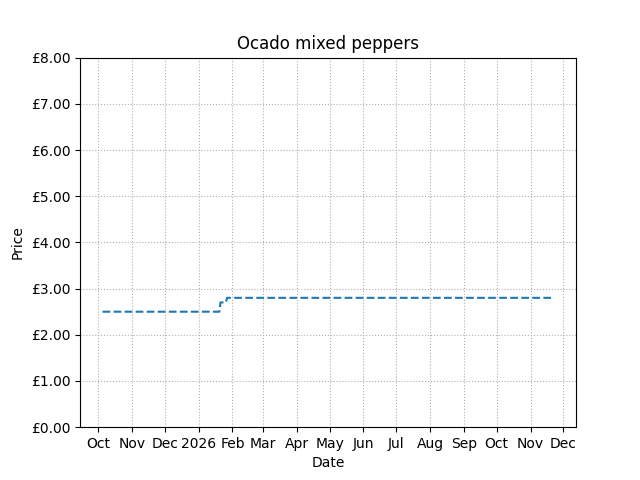 Ocado mixed peppers
£8.00
£7.00
£6.00
£5.00
£4.00
£3.00
£2.00
£1.00
£0.00
Price
Oct Nov Dec 2026 Feb Mar Apr May Jun Jul Aug Sep Oct Nov Dec
Date